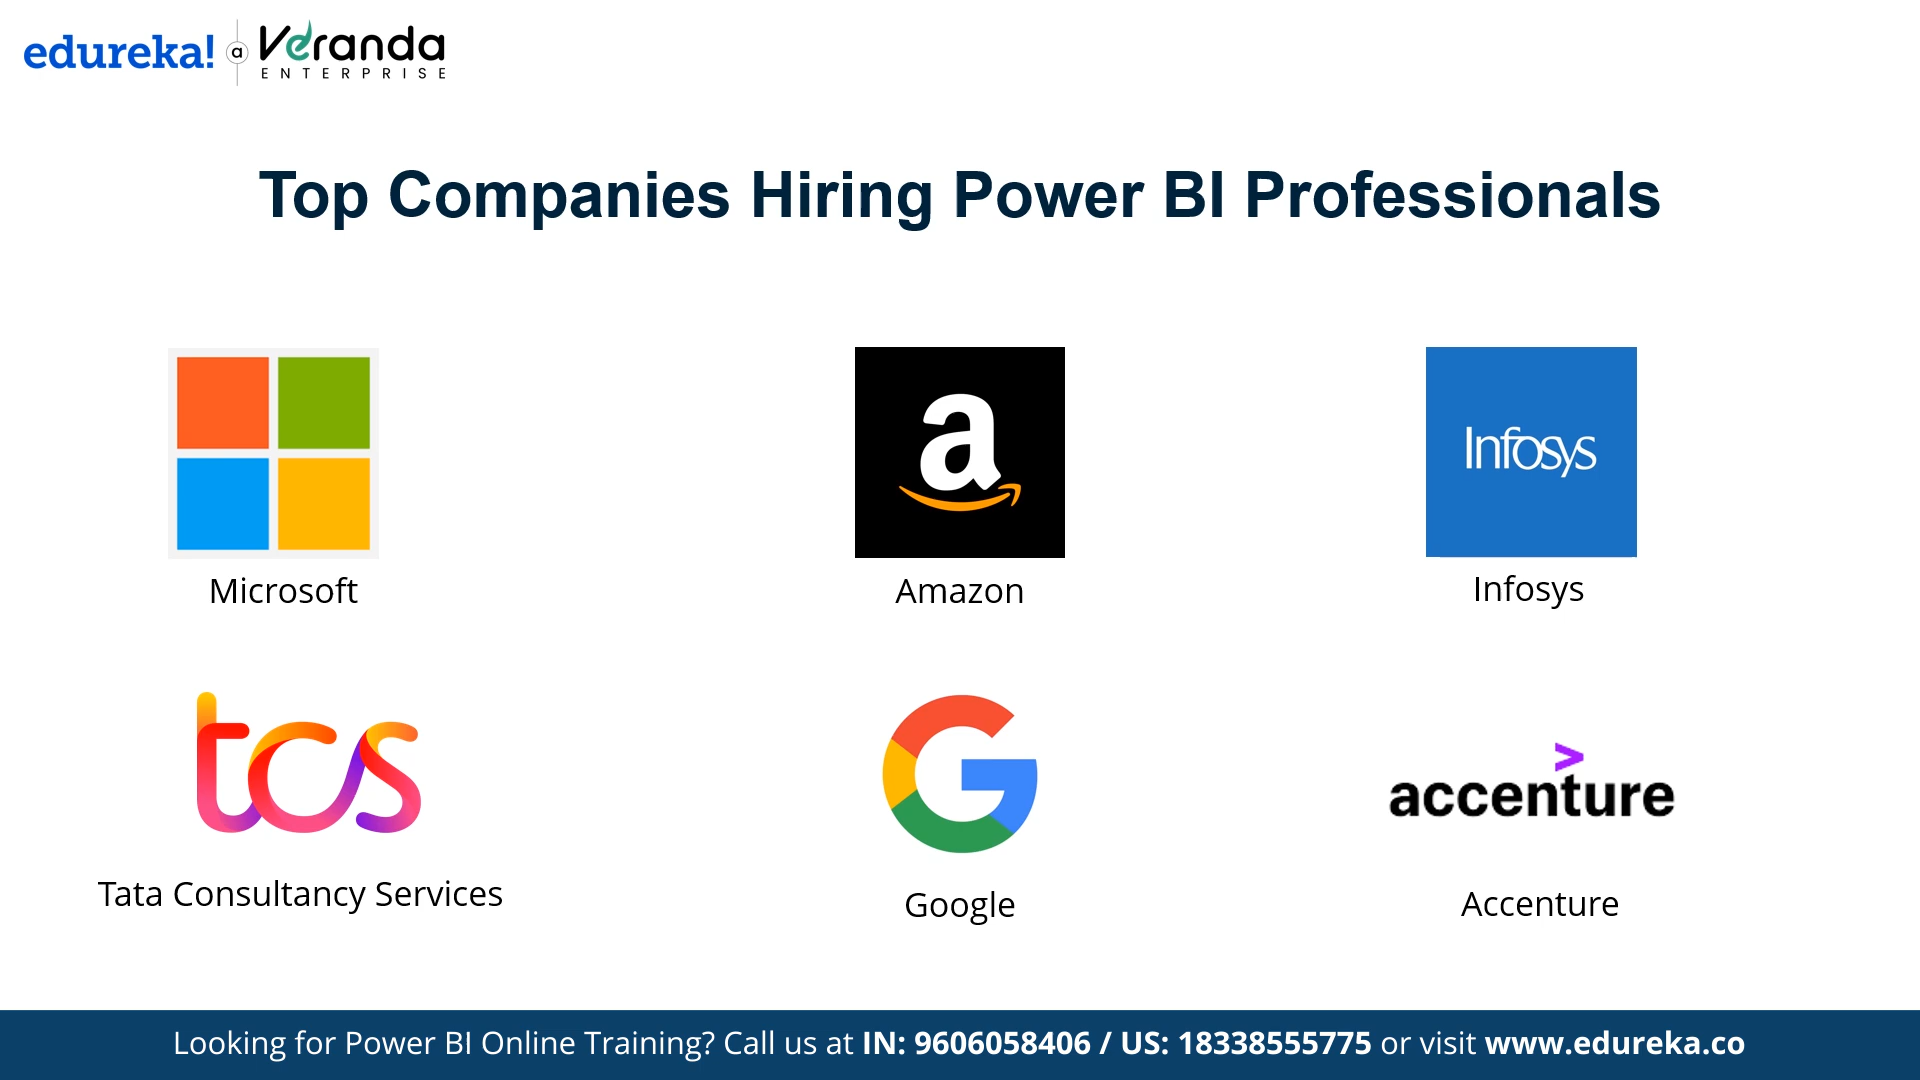 edureka! a Veranda
ENTERPRISE
Top Companies Hiring Power BI Professionals
a
Infosys
Microsoft
Amazon
Infosys
tcs
accenture
Tata Consultancy Services
Google
Accenture
Looking for Power BI Online Training? Call us at IN: 9606058406 / US: 18338555775 or visit www.edureka.co